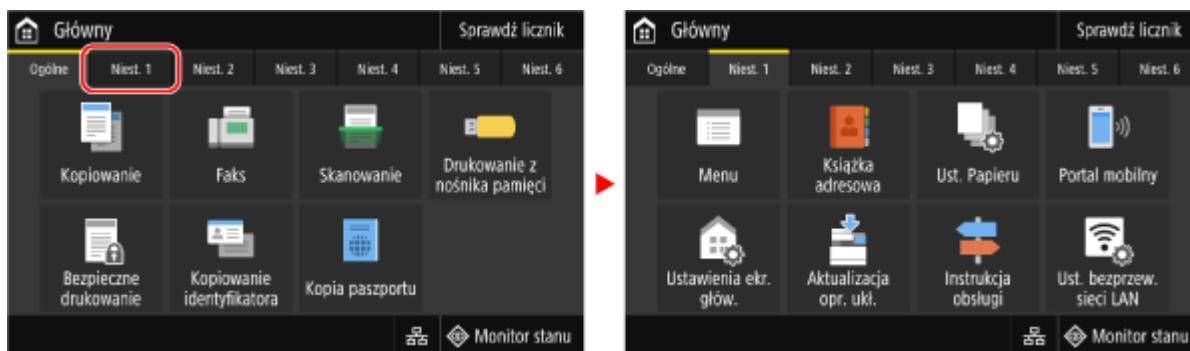 Główny
Sprawdź licznik
Ogólne Niest. 1 Niest. 2 Niest. 3 Niest. 4 Niest. 5 Niest. 6
Kopiowanie
Faks
Skanowanie
Drukowanie z
nośnika pamięci
Bezpieczne
drukowanie
Kopiowanie
identyfikatora
Kopia paszportu
Monitor stanu
Główny
Sprawdź licznik
Ogólne Niest. 1 Niest. 2 Niest. 3 Niest. 4 Niest. 5 Niest. 6
Menu
Książka
adresowa
Ust. Papieru
Portal mobilny
Ustawienia ekr.
głów.
Aktualizacja
opr. ukł.
Instrukcja
obsługi
Ust. bezprzew.
sieci LAN
Monitor stanu